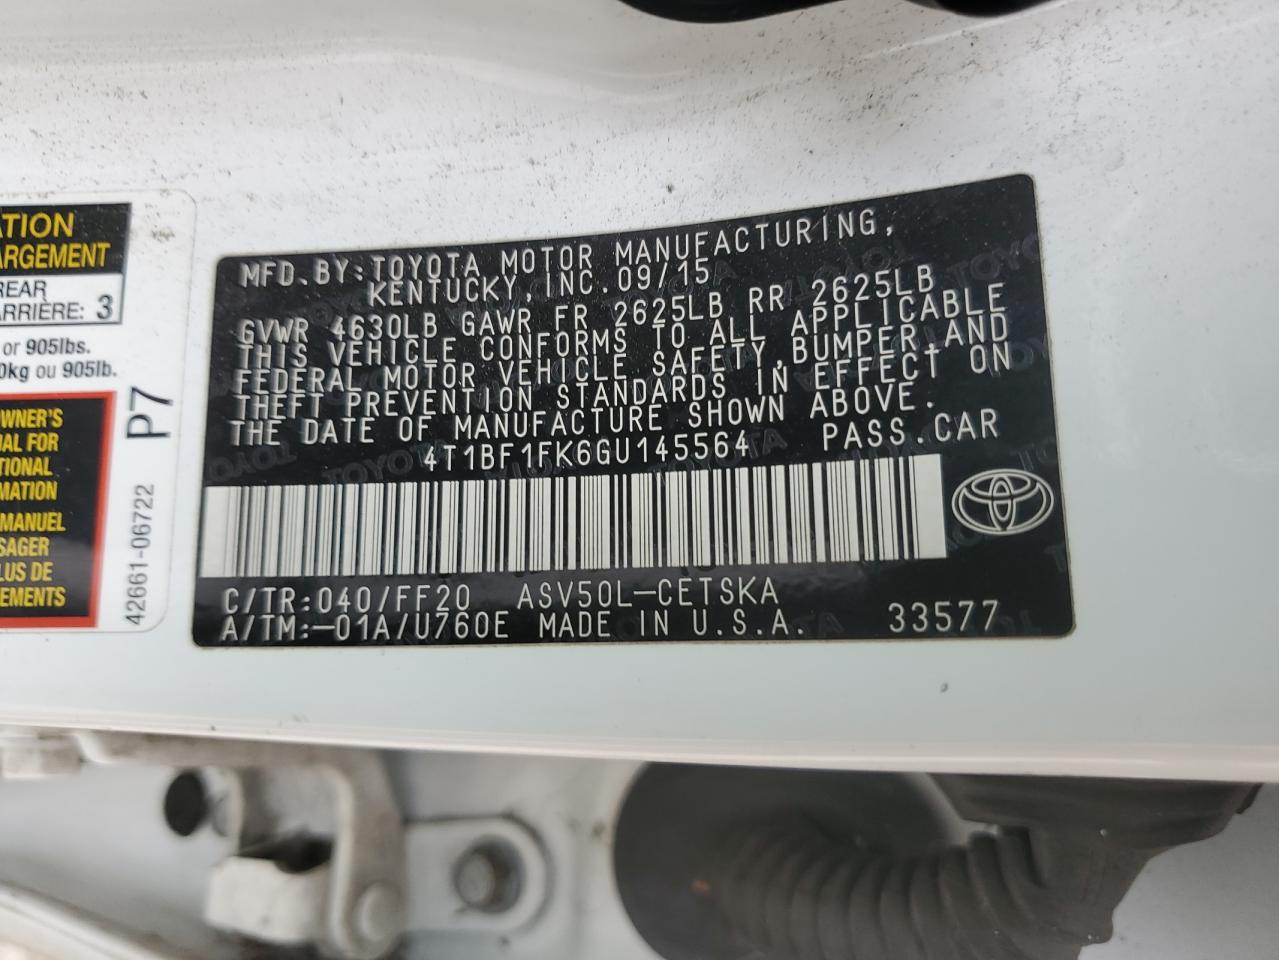 ATION
ARGEMENT
REAR
ARRIÈRE: 3
or 905lbs.
0kg ou 905lb.
OWNER'S
UAL FOR
TIONAL
MATION
MANUEL
SAGER
LUS DE
EMENTS
P7
42661-06722
MFD.BY:TOYOTA MOTOR MANUFACTURING,
KENTUCKY,INC.09/15
GVWR 4630LB GAWR FR 2625LB RR 2625LB
THIS VEHICLE CONFORMS TO ALL APPLICABLE
FEDERAL MOTOR VEHICLE SAFETY,BUMPER,AND
THEFT PREVENTION STANDARDS IN EFFECT ON
THE DATE OF MANUFACTURE SHOWN ABOVE.
4T1BF1FK6GU145564 PASS.CAR
C/TR:040/FF20 ASV50L-CETSKA
A/TM:-01A/U760E MADE IN U.S.A. 33577